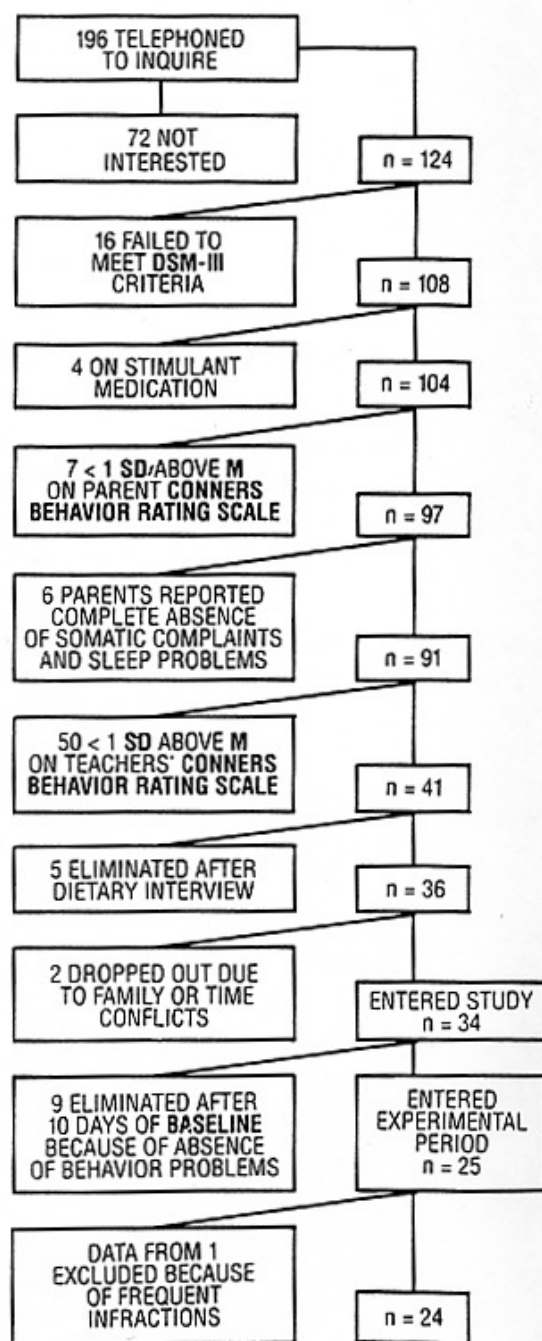 196 TELEPHONED
TO INQUIRE
72 NOT
INTERESTED
n = 124
16 FAILED TO
MEET DSM-III
CRITERIA
n = 108
4 ON STIMULANT
MEDICATION
n = 104
7 < 1 SD/ABOVE M
ON PARENT CONNERS
BEHAVIOR RATING SCALE
n = 97
6 PARENTS REPORTED
COMPLETE ABSENCE
OF SOMATIC COMPLAINTS
AND SLEEP PROBLEMS
n = 91
50 < 1 SD ABOVE M
ON TEACHERS' CONNERS
BEHAVIOR RATING SCALE
n = 41
5 ELIMINATED AFTER
DIETARY INTERVIEW
n = 36
2 DROPPED OUT DUE
TO FAMILY OR TIME
CONFLICTS
ENTERED STUDY
n = 34
9 ELIMINATED AFTER
10 DAYS OF BASELINE
BECAUSE OF ABSENCE
OF BEHAVIOR PROBLEMS
ENTERED
EXPERIMENTAL
PERIOD
n = 25
DATA FROM 1
EXCLUDED BECAUSE
OF FREQUENT
INFRACTIONS
n = 24